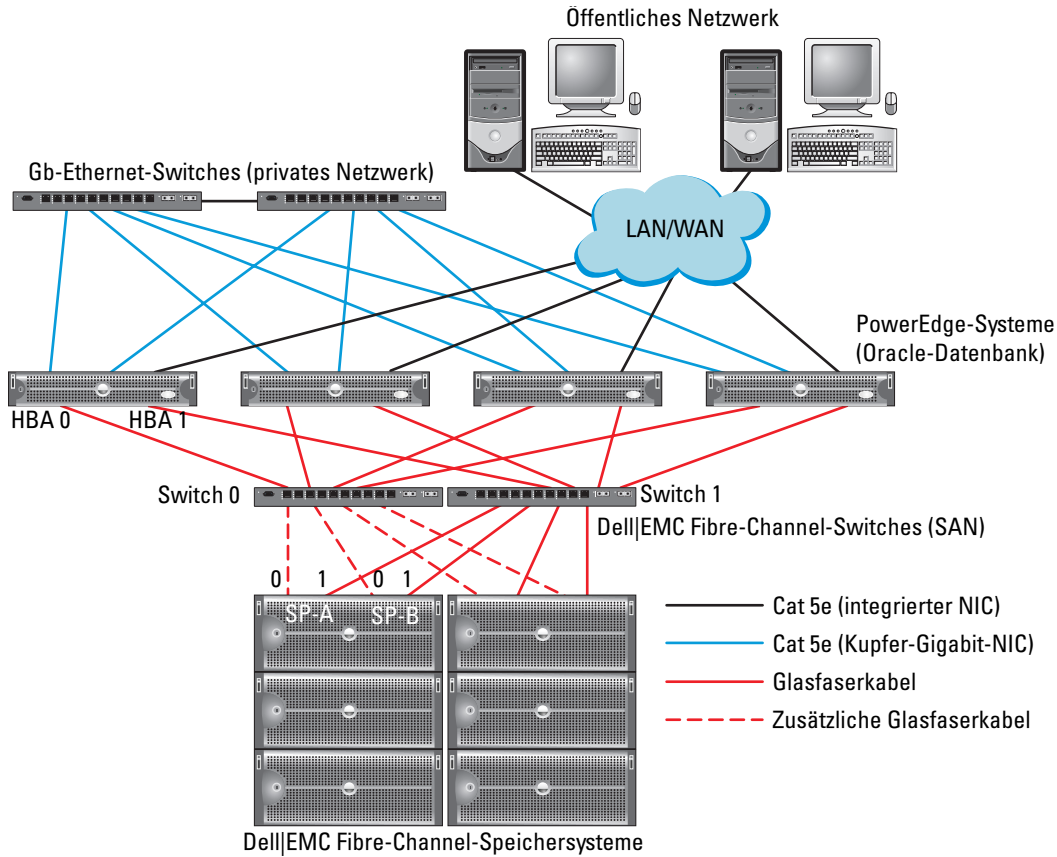 Öffentliches Netzwerk
Gb-Ethernet-Switches (privates Netzwerk)
LAN/WAN
PowerEdge-Systeme
(Oracle-Datenbank)
HBA 0
HBA 1
Switch 0
Switch 1
Dell|EMC Fibre-Channel-Switches (SAN)
0
1
0
1
SP-A
SP-B
Cat 5e (integrierter NIC)
Cat 5e (Kupfer-Gigabit-NIC)
Glasfaserkabel
Zusätzliche Glasfaserkabel
Dell|EMC Fibre-Channel-Speichersysteme